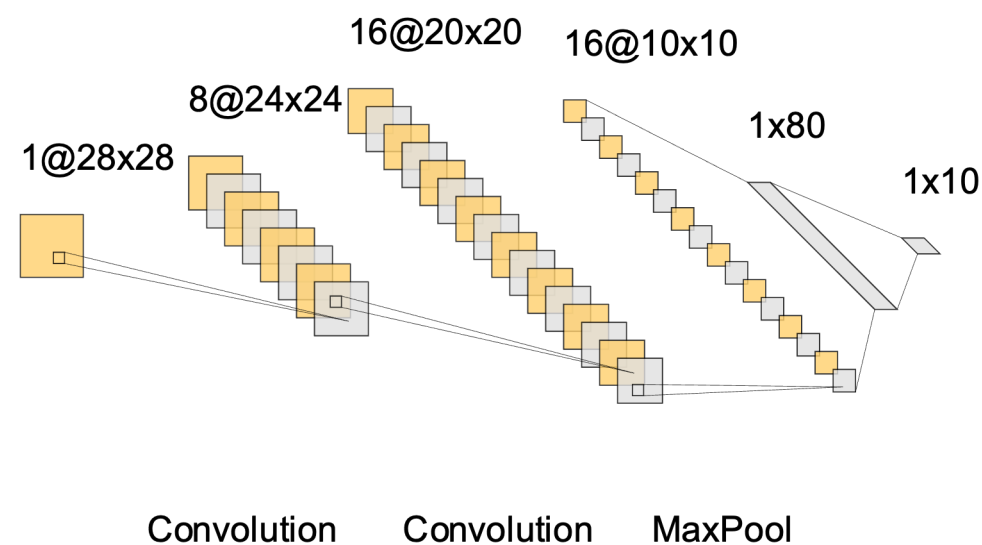 1@28x28
8@24x24
16@20x20
16@10x10
1x80
1x10
Convolution
Convolution
MaxPool